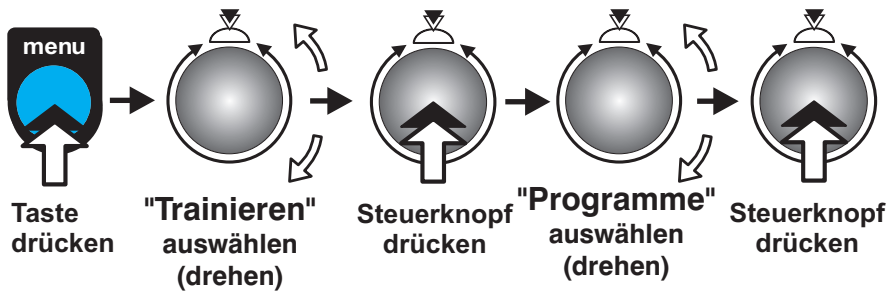 menu
Taste
drücken
"Trainieren"
auswählen
(drehen)
Steuerknopf
drücken
"Programme"
auswählen
(drehen)
Steuerknopf
drücken